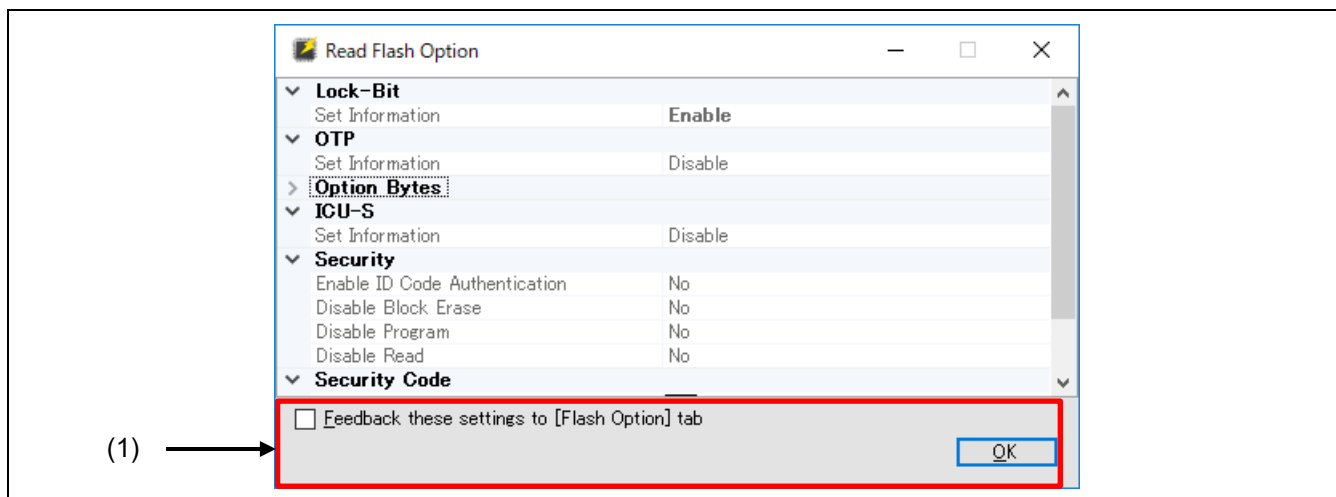 Read Flash Option
Lock-Bit
Set Information Enable
OTP
Set Information Disable
Option Bytes
ICU-S
Set Information Disable
Security
Enable ID Code Authentication No
Disable Block Erase No
Disable Program No
Disable Read No
Security Code
Feedback these settings to [Flash Option] tab
(1)
OK